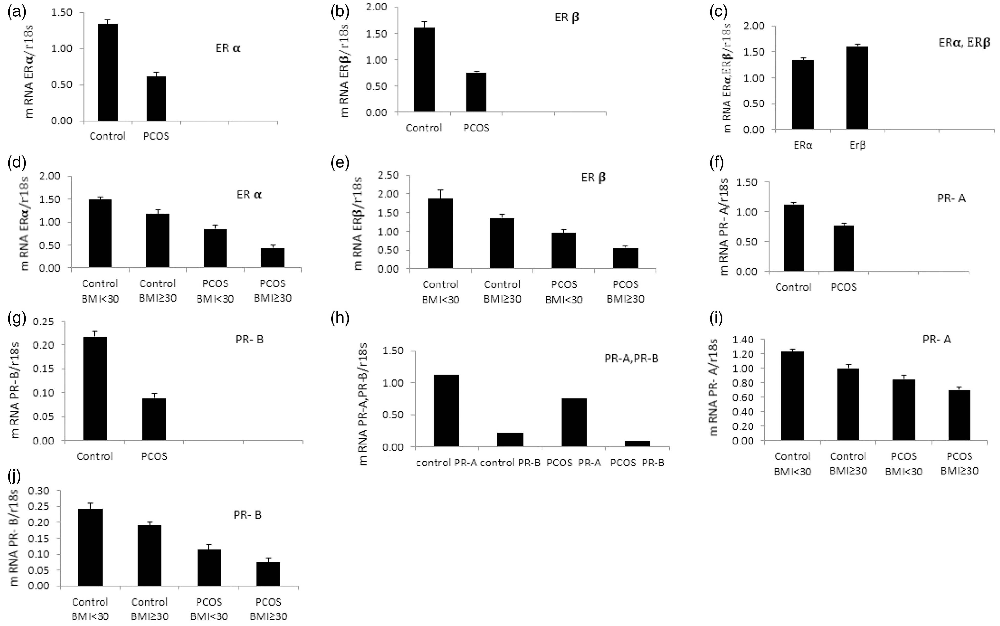 (a)
m RNA ERα/r18s
1.50
1.00
0.50
0.00
ER α
Control PCOS
(b)
m RNA ERβ/r18s
2.00
1.50
1.00
0.50
0.00
ER β
Control PCOS
(c)
m RNA ERα,ERβ/r18s
2.00
1.50
1.00
0.50
0.00
ERα, ERβ
ERα Erβ
(d)
m RNA ERα/r18s
2.00
1.50
1.00
0.50
0.00
ER α
Control Control PCOS PCOS
BMI<30 BMI≥30 BMI<30 BMI≥30
(e)
m RNA ERβ/r18s
2.50
2.00
1.50
1.00
0.50
0.00
ER β
Control Control PCOS PCOS
BMI<30 BMI≥30 BMI<30 BMI≥30
(f)
m RNA PR- A/r18s
1.50
1.00
0.50
0.00
PR- A
Control PCOS
(g)
m RNA PR-B/r18s
0.25
0.20
0.15
0.10
0.05
0.00
PR- B
Control PCOS
(h)
m RNA PR-A,PR-B/r18s
1.50
1.00
0.50
0.00
PR-A,PR-B
control PR-A control PR-B PCOS PR-A PCOS PR-B
(i)
m RNA PR- A/r18s
1.40
1.20
1.00
0.80
0.60
0.40
0.20
0.00
PR- A
Control Control PCOS PCOS
BMI<30 BMI≥30 BMI<30 BMI≥30
(j)
m RNA PR- B/r18s
0.30
0.25
0.20
0.15
0.10
0.05
0.00
PR- B
Control Control PCOS PCOS
BMI<30 BMI≥30 BMI<30 BMI≥30